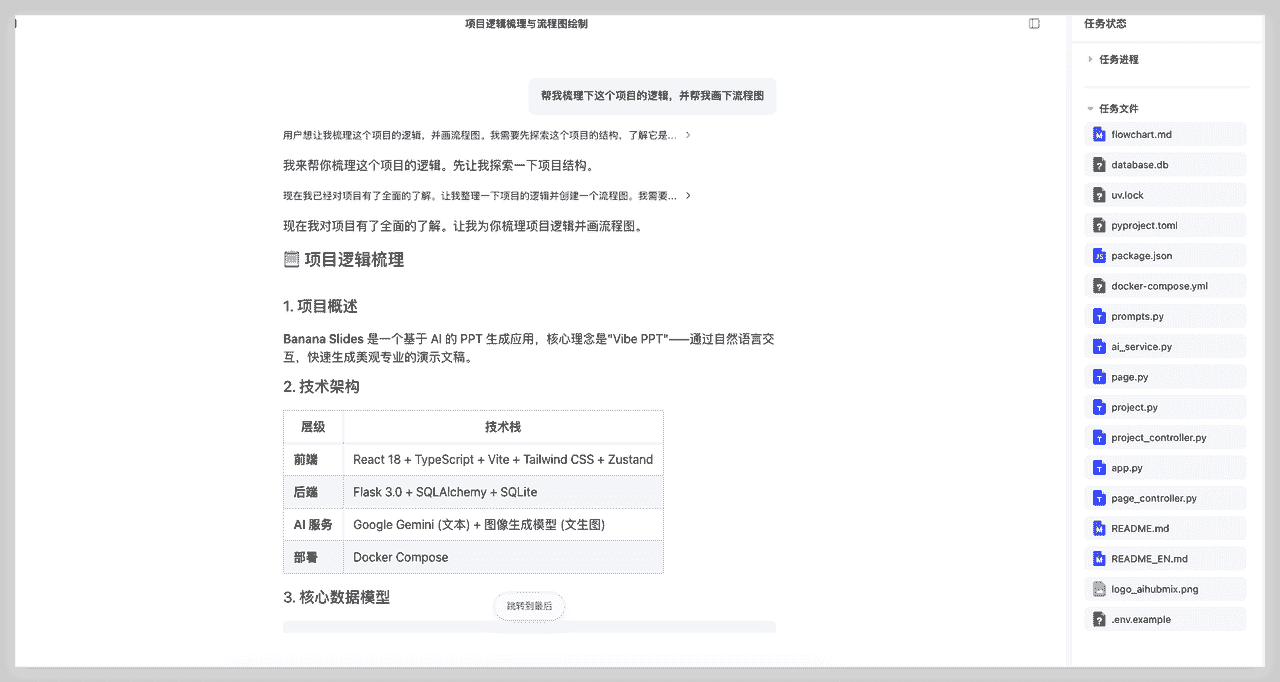 项目逻辑梳理与流程图绘制
任务状态
帮我梳理下这个项目的逻辑，并帮我画下流程图
用户想让我梳理这个项目的逻辑，并画流程图。我需要先探索这个项目的结构，了解它是...
我来帮你梳理这个项目的逻辑。先让我探索一下项目结构。
现在我已经对项目有了全面的了解。让我整理一下项目的逻辑并创建一个流程图。我需要...
现在我对项目有了全面的了解。让我为你梳理项目逻辑并画流程图。
项目逻辑梳理
1. 项目概述
Banana Slides 是一个基于 AI 的 PPT 生成应用，核心理念是"Vibe PPT"——通过自然语言交
互，快速生成美观专业的演示文稿。
2. 技术架构
层级 技术栈
前端 React 18 + TypeScript + Vite + Tailwind CSS + Zustand
后端 Flask 3.0 + SQLAlchemy + SQLite
AI 服务 Google Gemini (文本) + 图像生成模型 (文生图)
部署 Docker Compose
3. 核心数据模型
跳转到最后
任务进程
任务文件
flowchart.md
database.db
uv.lock
pyproject.toml
package.json
docker-compose.yml
prompts.py
ai_service.py
page.py
project.py
project_controller.py
app.py
page_controller.py
README.md
README_EN.md
logo_aihubmix.png
.env.example